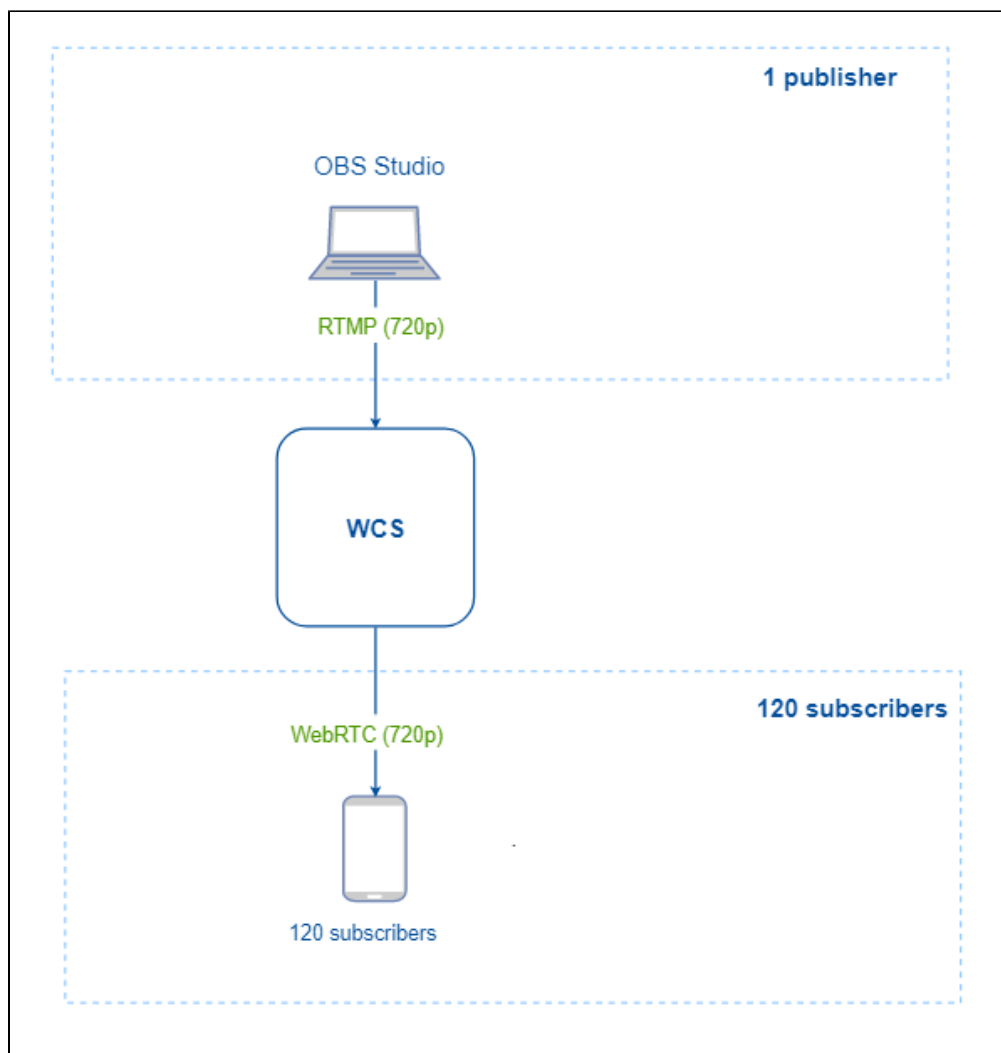 1 publisher
OBS Studio
RTMP (720p)
WCS
120 subscribers
WebRTC (720p)
120 subscribers